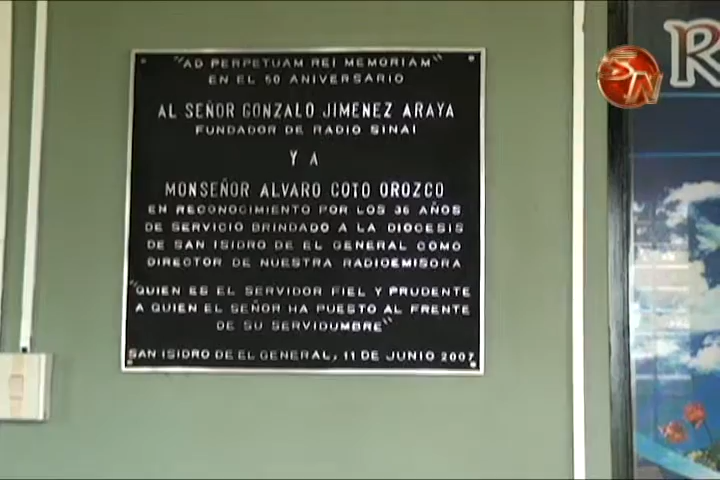 "AD PERPETUAM REI MEMORIAM"
EN EL 50 ANIVERSARIO
AL SEÑOR GONZALO JIMENEZ ARAYA
FUNDADOR DE RADIO SINAI
Y A
MONSEÑOR ALVARO COTO OROZCO
EN RECONOCIMIENTO POR LOS 36 AÑOS
DE SERVICIO BRINDADO A LA DIOCESIS
DE SAN ISIDRO DE EL GENERAL COMO
DIRECTOR DE NUESTRA RADIOEMISORA
"QUIEN ES EL SERVIDOR FIEL Y PRUDENTE
A QUIEN EL SEÑOR HA PUESTO AL FRENTE
DE SU SERVIDUMBRE"
SAN ISIDRO DE EL GENERAL, 11 DE JUNIO 2007
SN
R